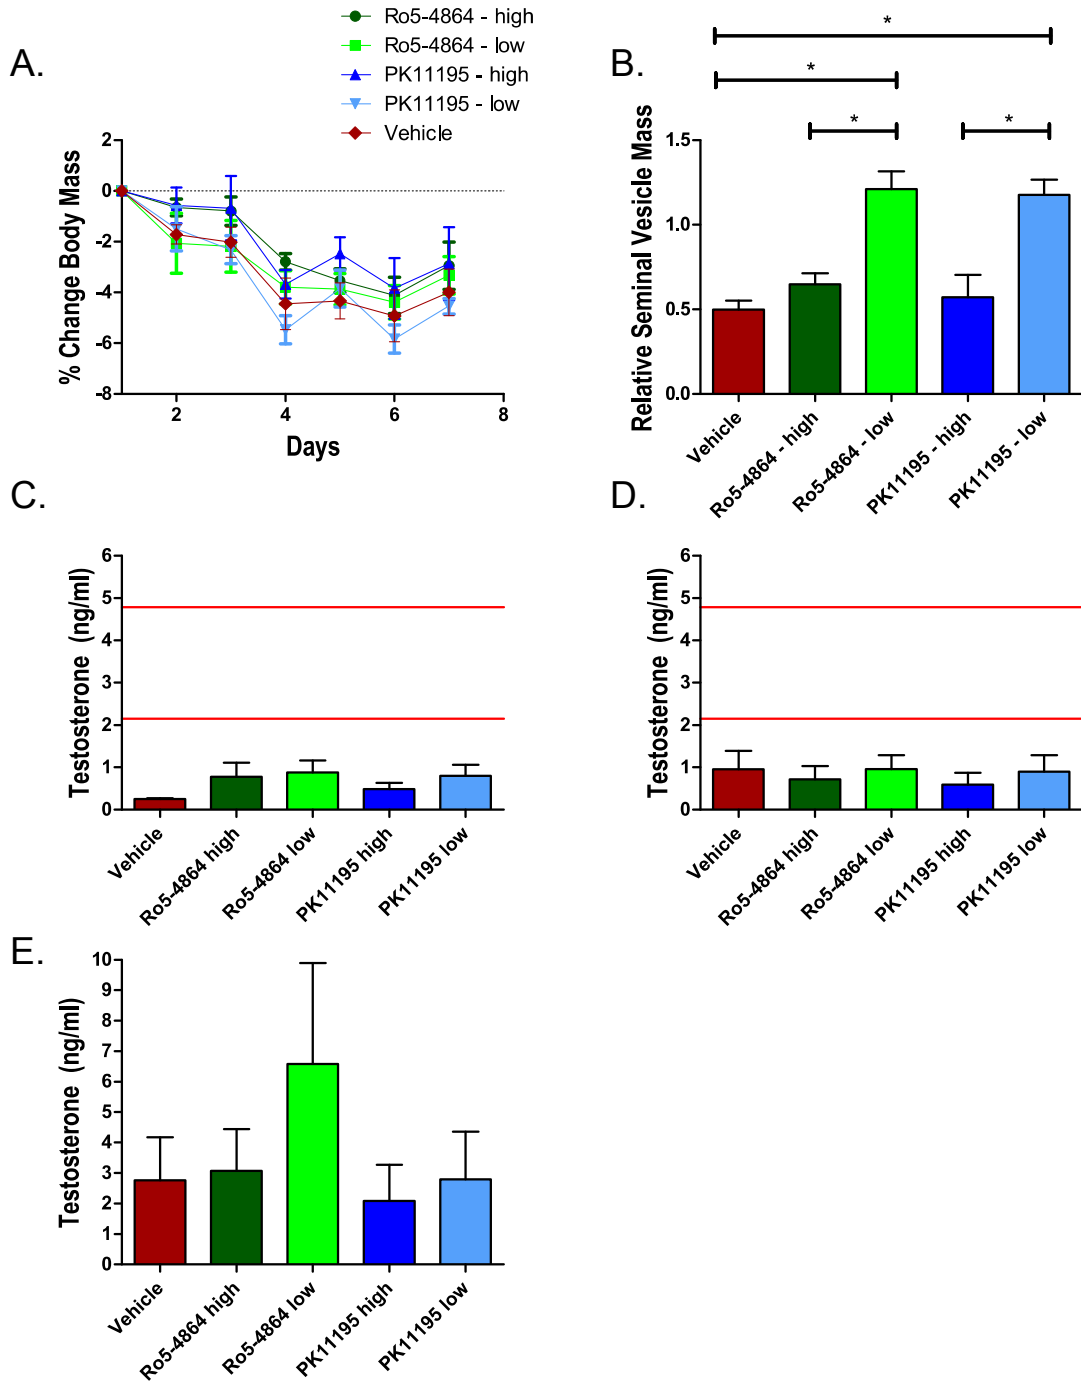 A.
Ro5-4864 - high
Ro5-4864 - low
PK11195 - high
PK11195 - low
Vehicle
% Change Body Mass
2
0
-2
-4
-6
-8
2
4
6
8
Days
B.
*
*
*
*
Relative Seminal Vesicle Mass
1.5
1.0
0.5
0.0
Vehicle
Ro5-4864 - high
Ro5-4864 - low
PK11195 - high
PK11195 - low
C.
Testosterone (ng/ml)
6
5
4
3
2
1
0
Vehicle
Ro5-4864 high
Ro5-4864 low
PK11195 high
PK11195 low
D.
Testosterone (ng/ml)
6
5
4
3
2
1
0
Vehicle
Ro5-4864 high
Ro5-4864 low
PK11195 high
PK11195 low
E.
Testosterone (ng/ml)
10
9
8
7
6
5
4
3
2
1
0
Vehicle
Ro5-4864 high
Ro5-4864 low
PK11195 high
PK11195 low